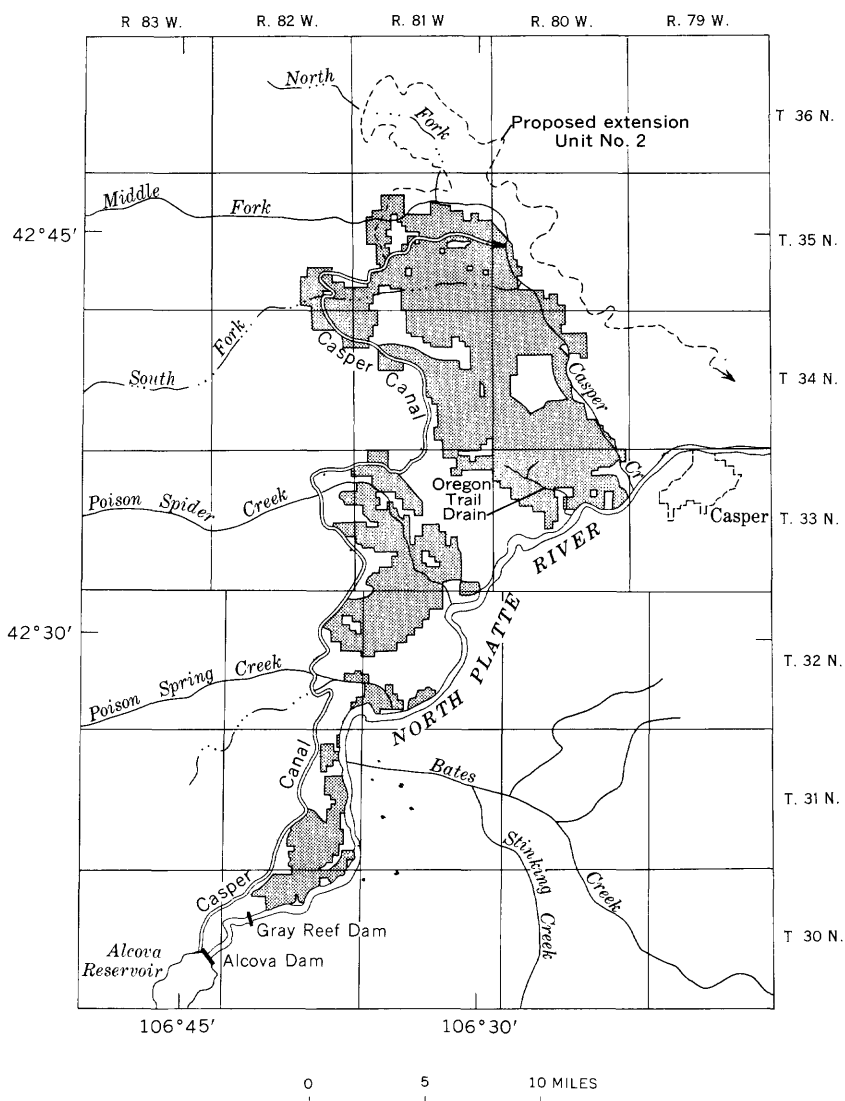 R 83 W. R. 82 W. R. 81 W R. 80 W. R. 79 W.
North
Fork
T 36 N.
Proposed extension
Unit No. 2
Middle Fork
42°45'
T. 35 N.
South Fork
Casper Canal
Casper Cr
T 34 N.
Poison Spider Creek
Oregon
Trail
Drain
Casper
T. 33 N.
NORTH PLATTE RIVER
42°30'
T. 32 N.
Poison Spring Creek
Casper Canal
Bates Creek
T. 31 N.
Stinking Creek
Gray Reef Dam
T 30 N.
Alcova
Reservoir
Alcova Dam
106°45' 106°30'
0 5 10 MILES